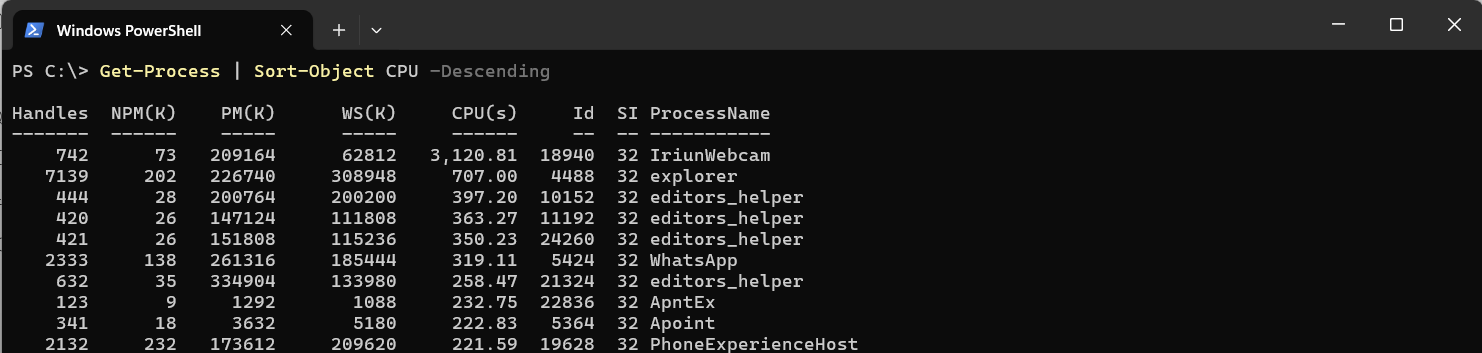 Windows PowerShell
PS C:\> Get-Process | Sort-Object CPU -Descending
Handles  NPM(K)    PM(K)      WS(K)     CPU(s)     Id  SI ProcessName
-------  ------    -----      -----     ------     --  -- -----------
    742      73   209164      62812   3,120.81  18940  32 IriunWebcam
   7139     202   226740     308948     707.00   4488  32 explorer
    444      28   200764     200200     397.20  10152  32 editors_helper
    420      26   147124     111808     363.27  11192  32 editors_helper
    421      26   151808     115236     350.23  24260  32 editors_helper
   2333     138   261316     185444     319.11   5424  32 WhatsApp
    632      35   334904     133980     258.47  21324  32 editors_helper
    123       9     1292       1088     232.75  22836  32 ApntEx
    341      18     3632       5180     222.83   5364  32 Apoint
   2132     232   173612     209620     221.59  19628  32 PhoneExperienceHost